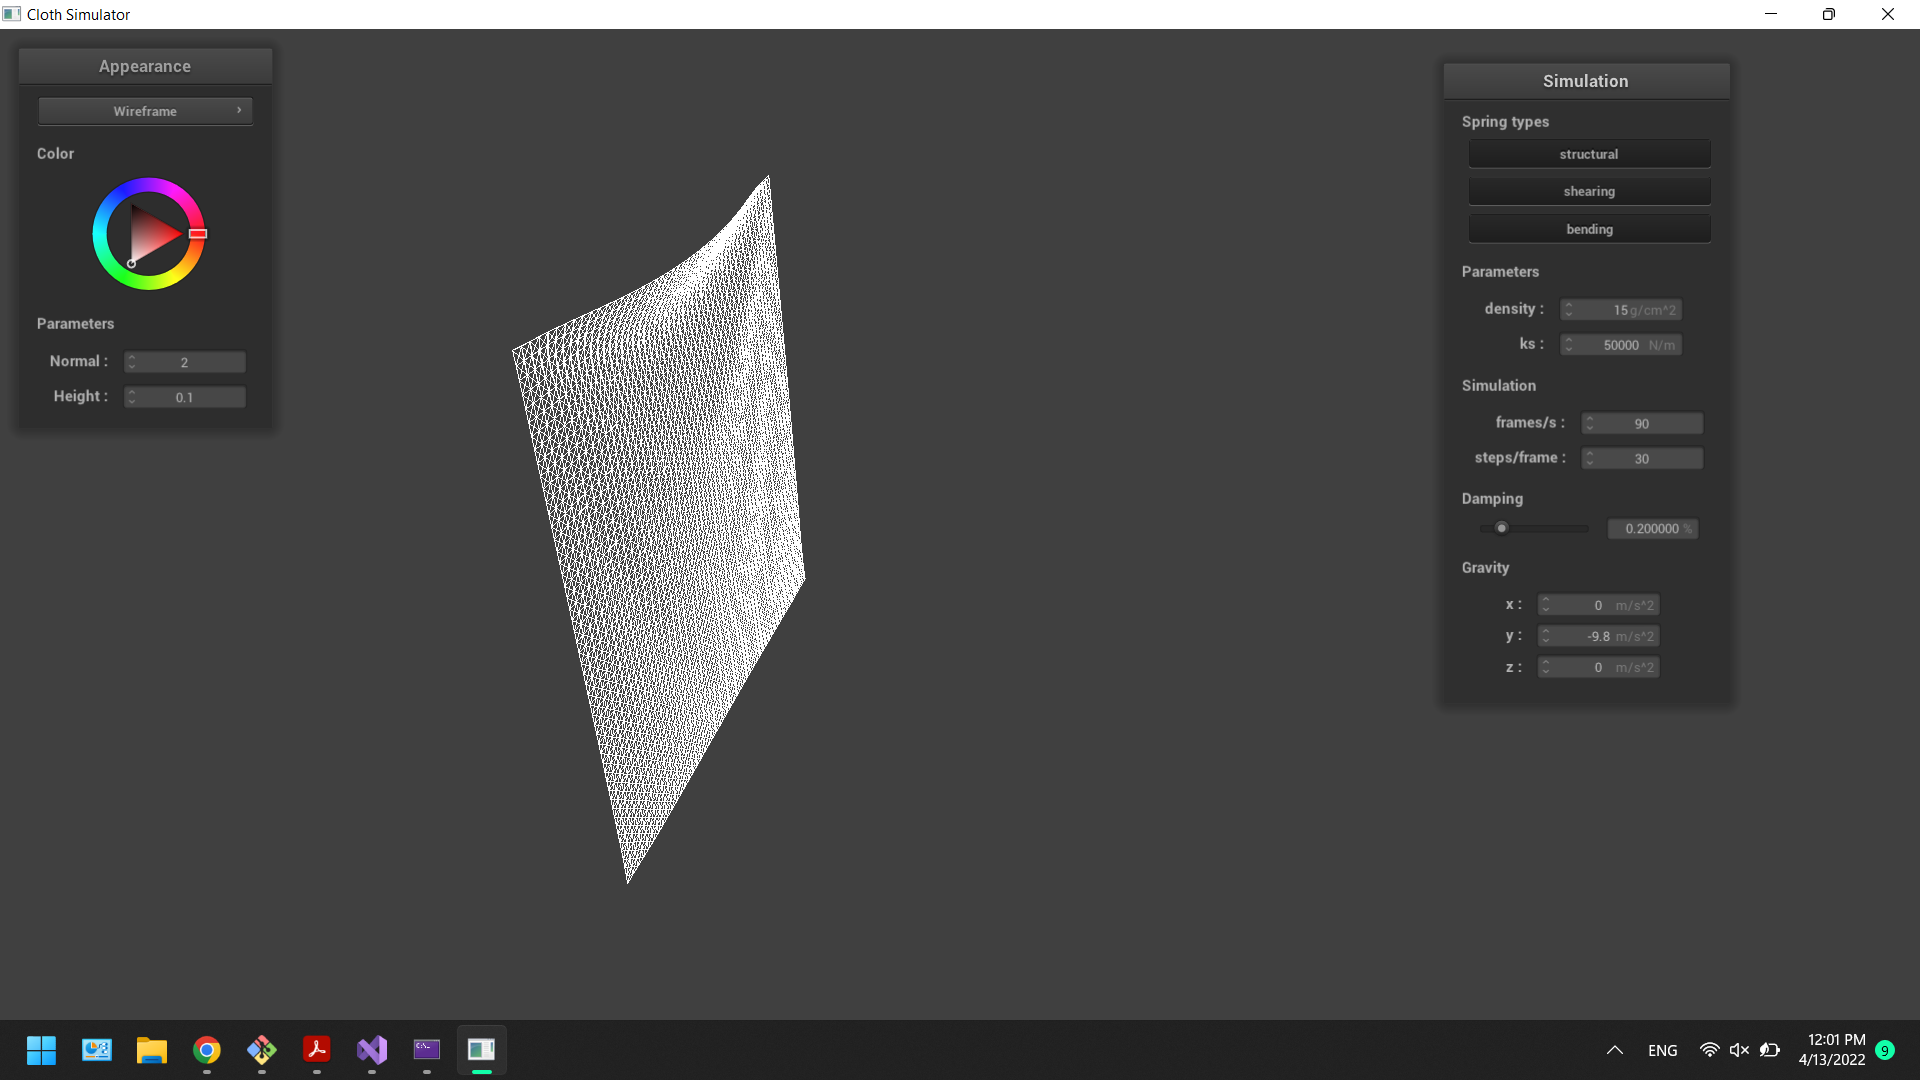 Cloth Simulator
Appearance
Wireframe
Color
Parameters
Normal : 2
Height : 0.1
Simulation
Spring types
structural
shearing
bending
Parameters
density : 15 g/cm^2
ks : 50000 N/m
Simulation
frames/s : 90
steps/frame : 30
Damping
0.200000 %
Gravity
x : 0 m/s^2
y : -9.8 m/s^2
z : 0 m/s^2
C:\_
ENG
12:01 PM
4/13/2022
9